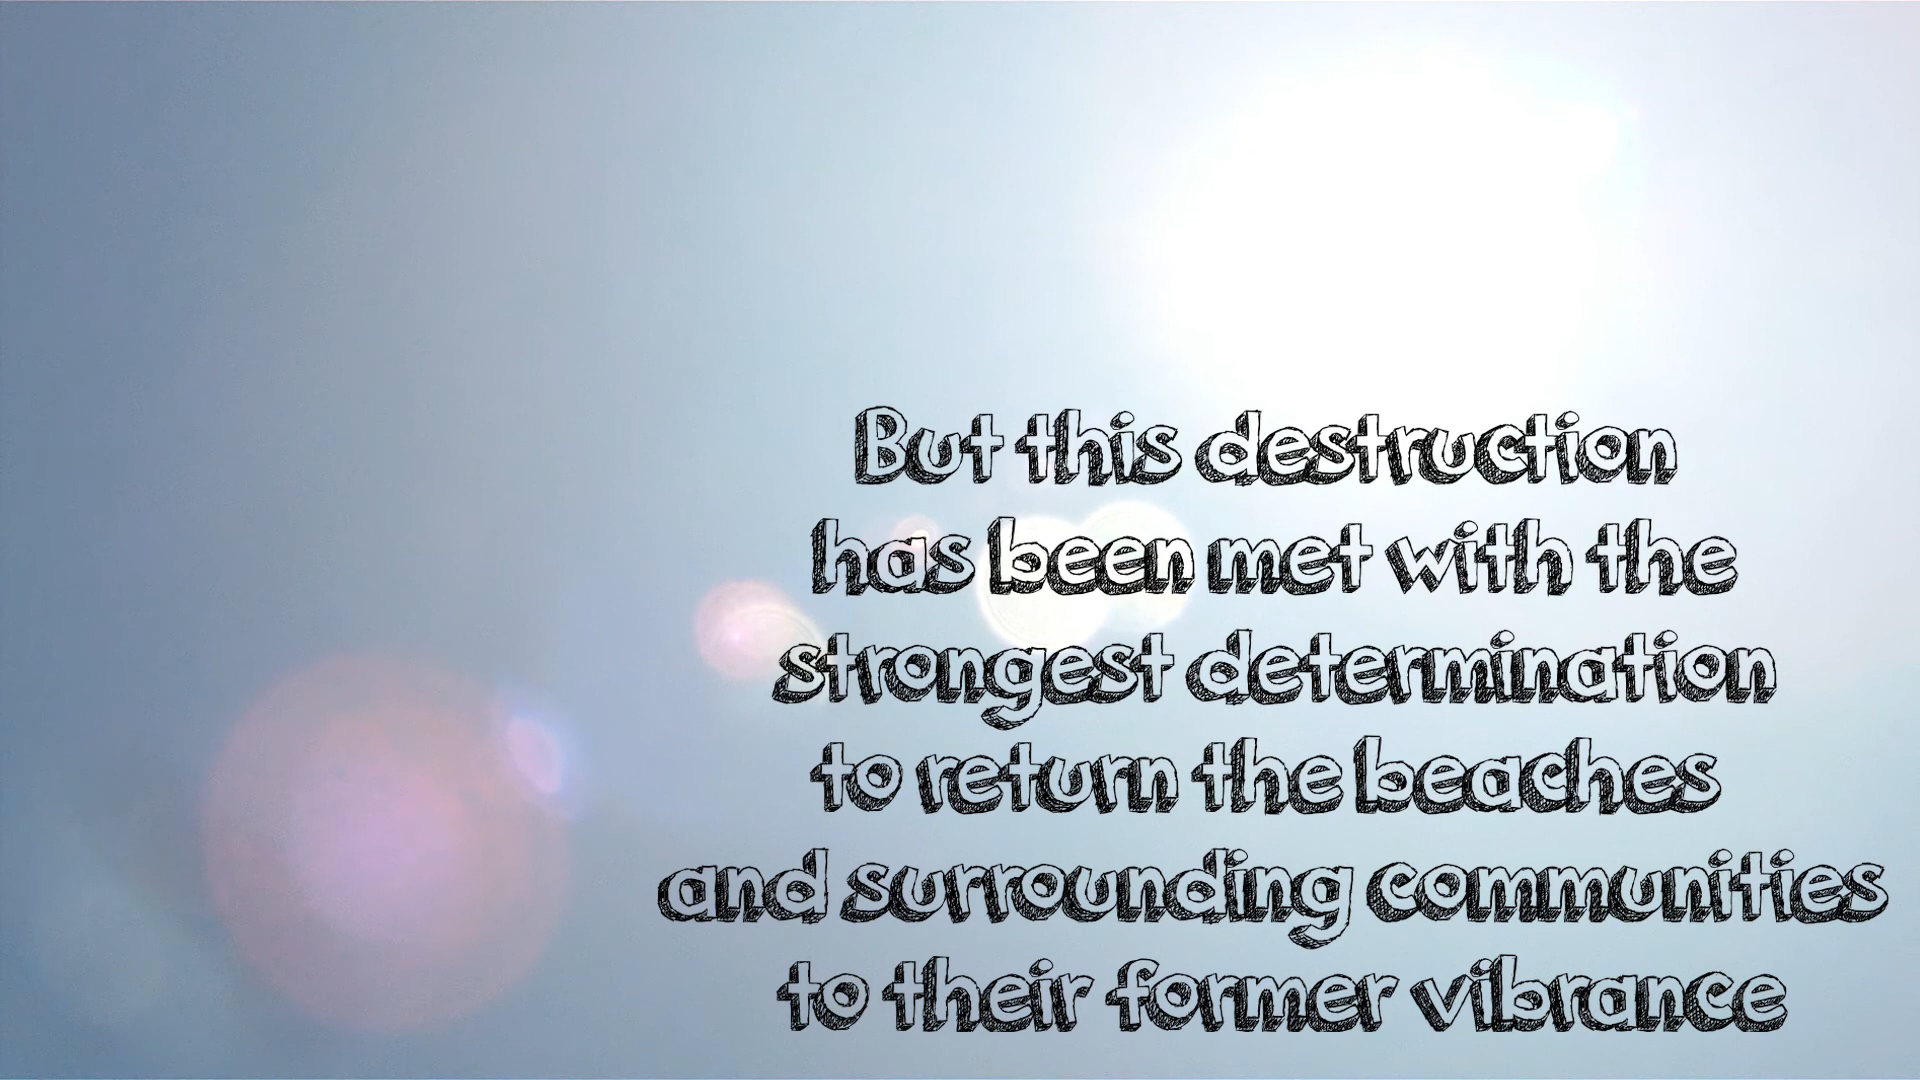 But this destruction
has been met with the
strongest determination
to return the beaches
and surrounding communities
to their former vibrance